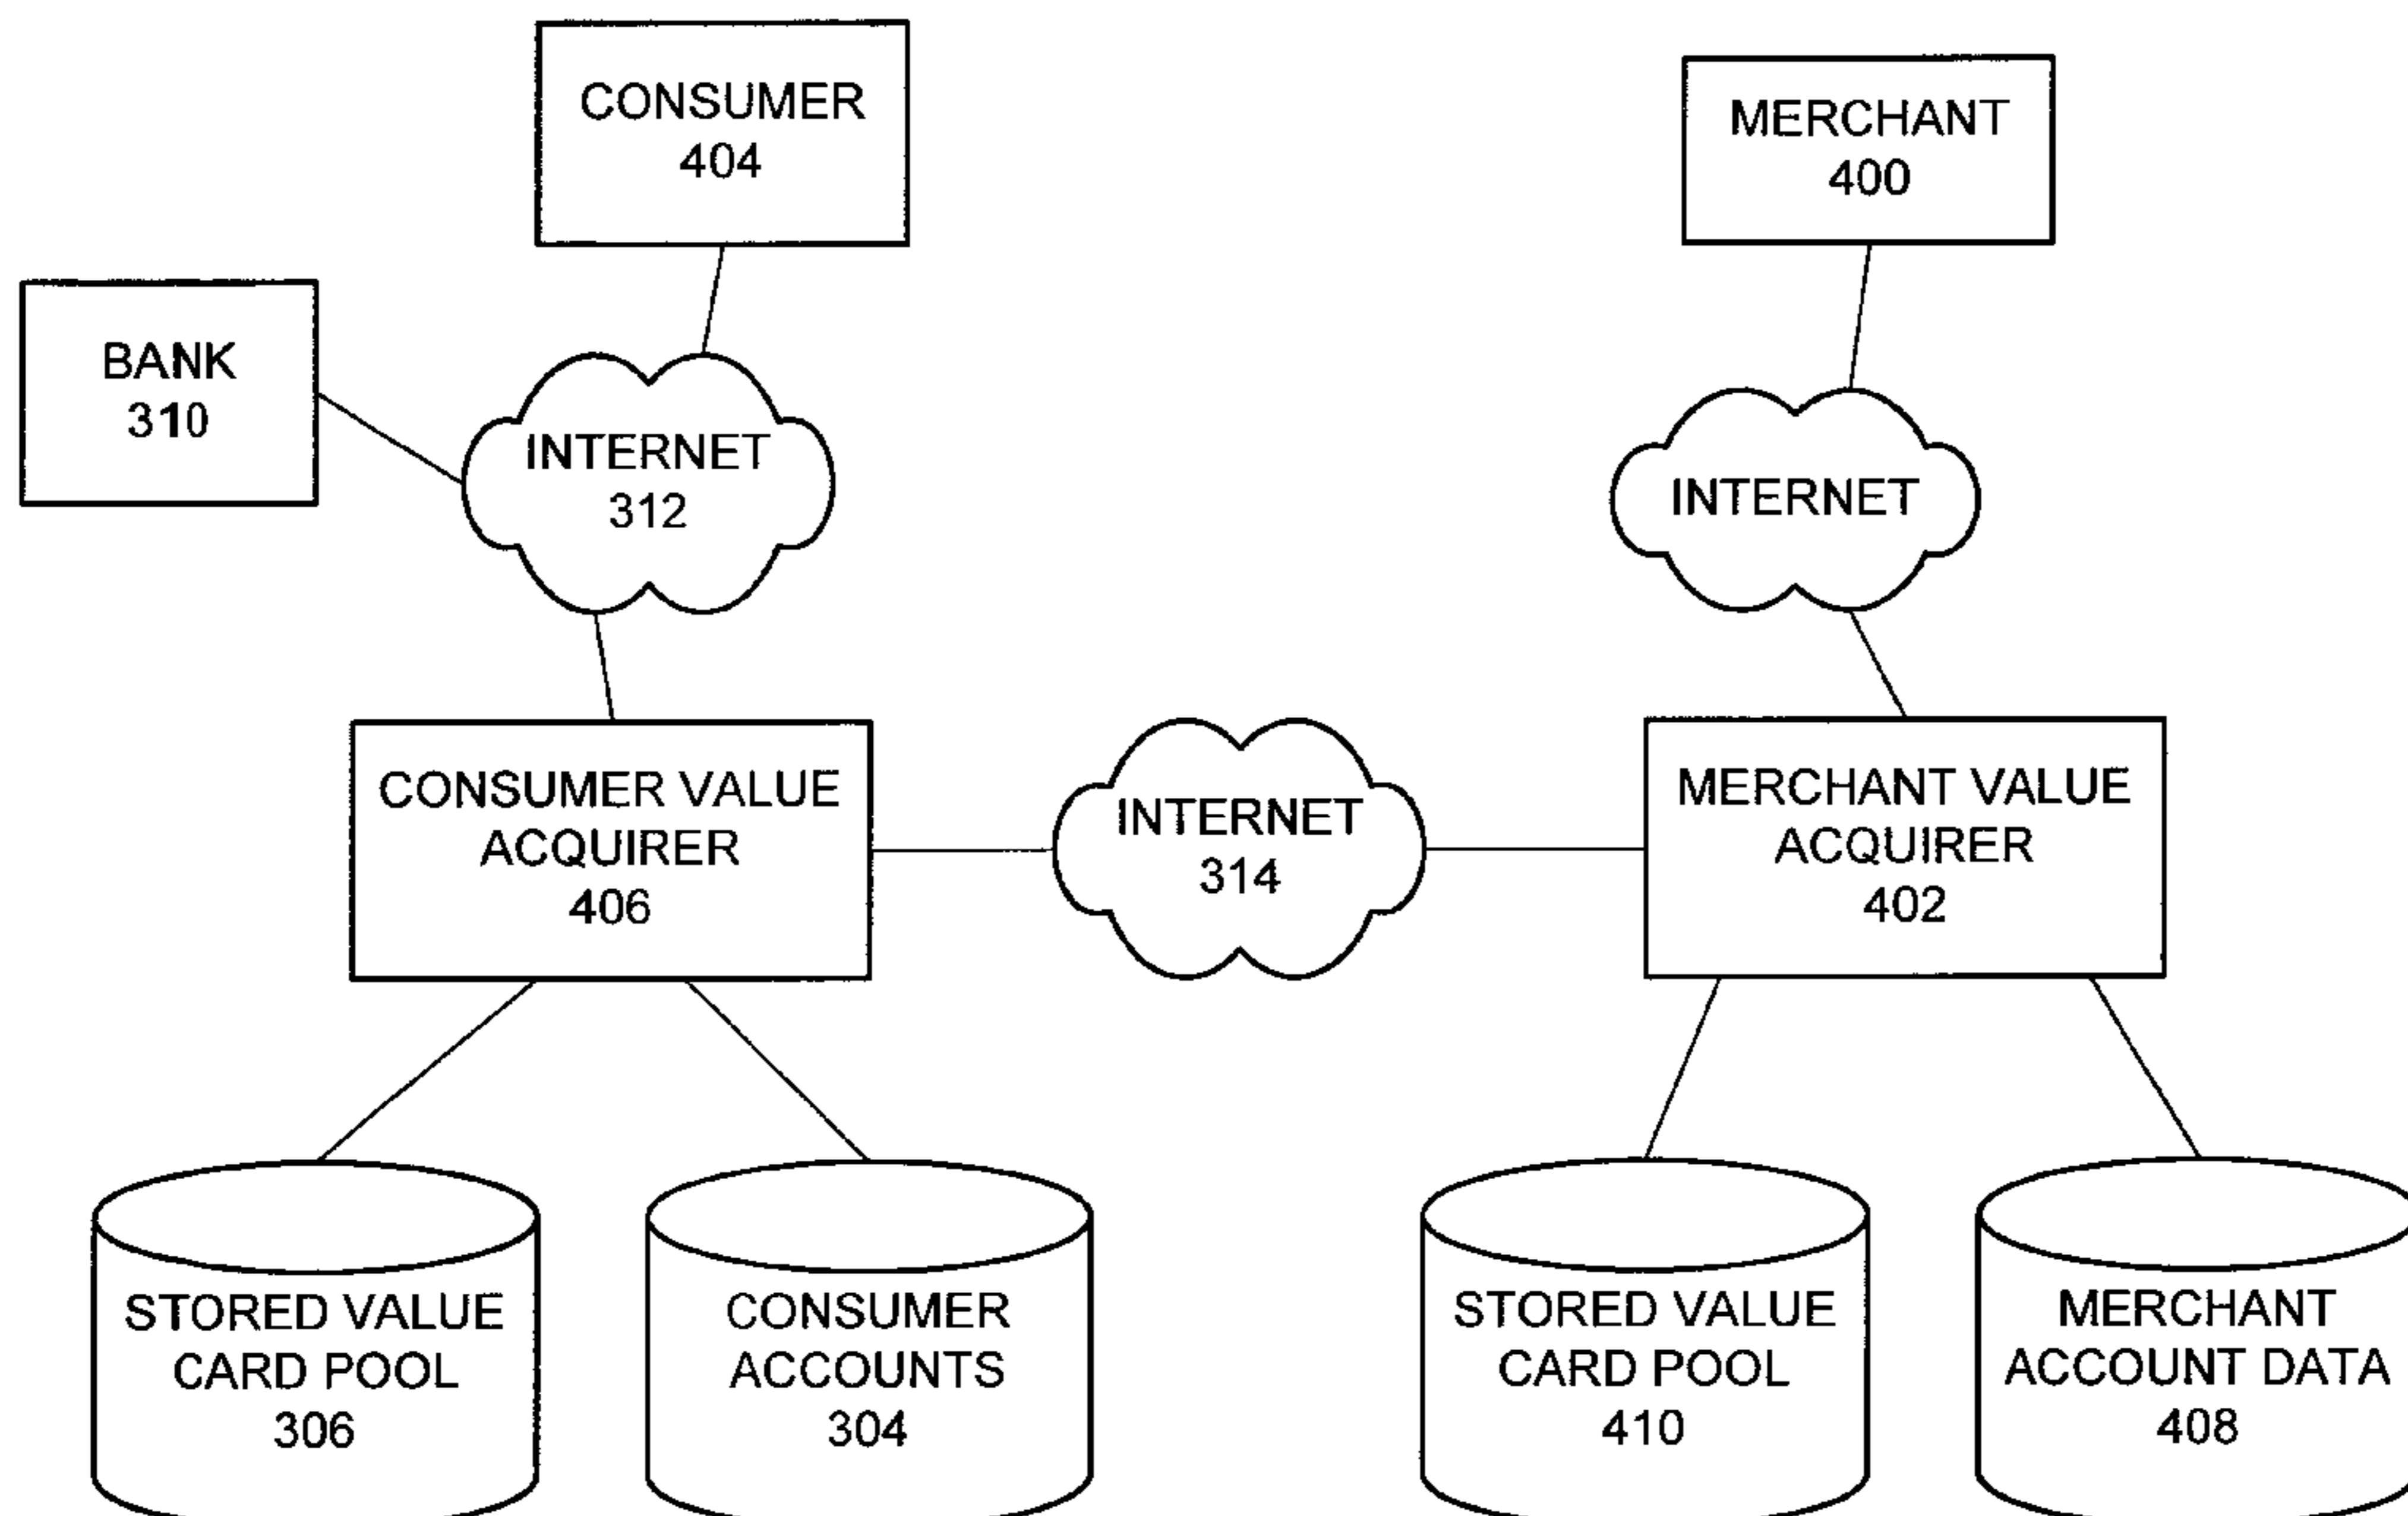 CONSUMER
404
MERCHANT
400
BANK
310
INTERNET
312
INTERNET
CONSUMER VALUE
ACQUIRER
406
INTERNET
314
MERCHANT VALUE
ACQUIRER
402
STORED VALUE
CARD POOL
306
CONSUMER
ACCOUNTS
304
STORED VALUE
CARD POOL
410
MERCHANT
ACCOUNT DATA
408